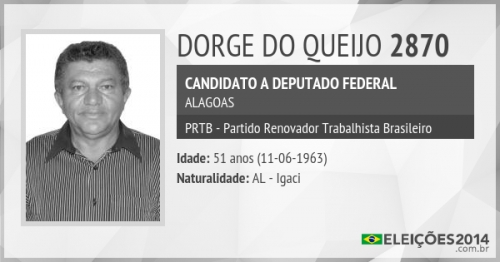 DORGE DO QUEIJO 2870
CANDIDATO A DEPUTADO FEDERAL
ALAGOAS
PRTB - Partido Renovador Trabalhista Brasileiro
Idade: 51 anos (11-06-1963)
Naturalidade: AL - Igaci
ELEIÇÕES2014
.com.br